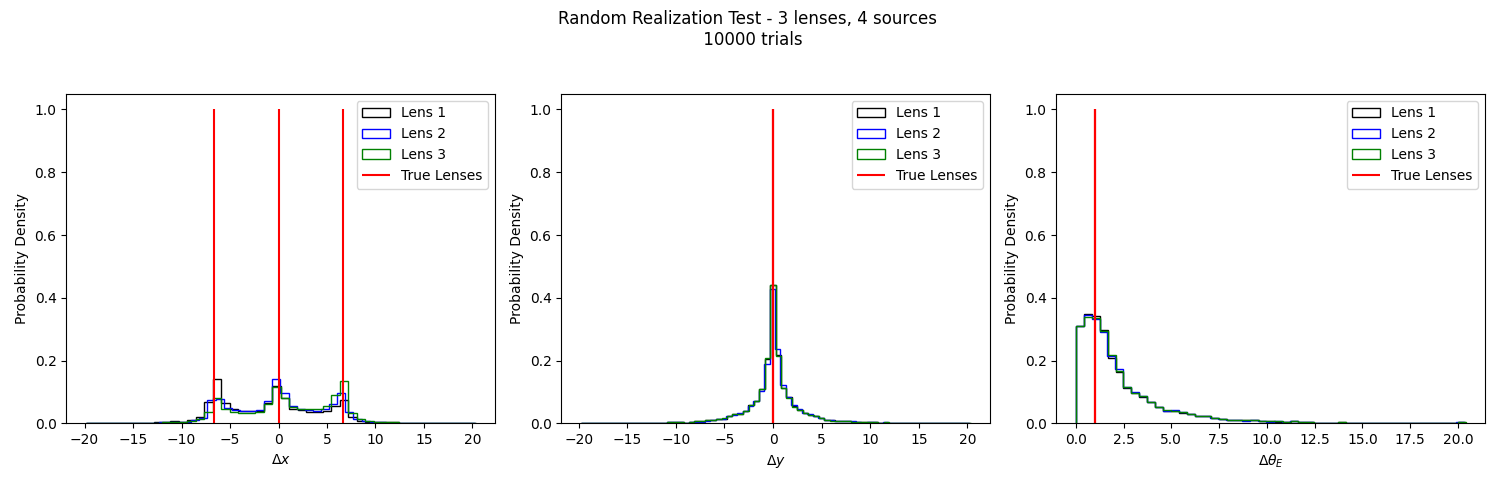 Random Realization Test - 3 lenses, 4 sources
10000 trials
Probability Density
1.0
0.8
0.6
0.4
0.2
0.0
Lens 1
Lens 2
Lens 3
True Lenses
−20 −15 −10 −5 0 5 10 15 20
Δx
Probability Density
1.0
0.8
0.6
0.4
0.2
0.0
Lens 1
Lens 2
Lens 3
True Lenses
−20 −15 −10 −5 0 5 10 15 20
Δy
Probability Density
1.0
0.8
0.6
0.4
0.2
0.0
Lens 1
Lens 2
Lens 3
True Lenses
0.0 2.5 5.0 7.5 10.0 12.5 15.0 17.5 20.0
Δθ_E